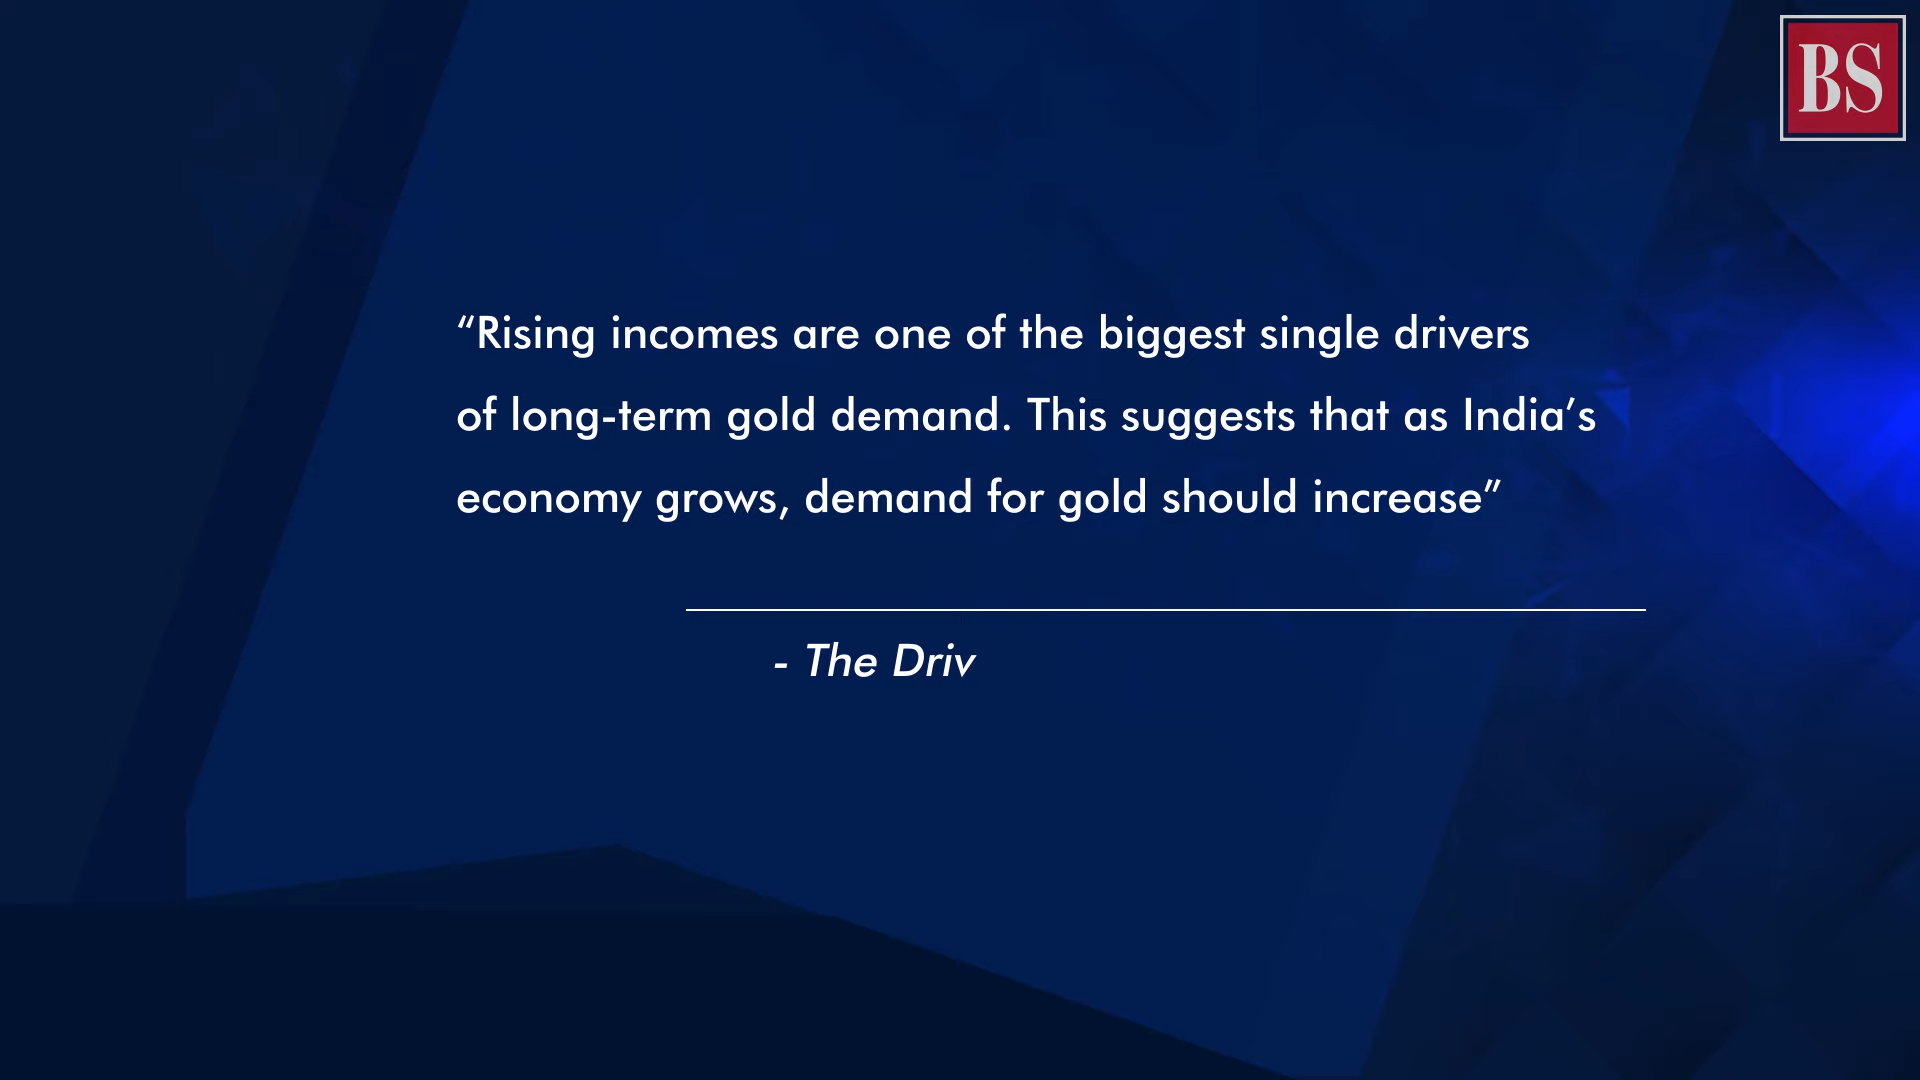 BS
“Rising incomes are one of the biggest single drivers
of long-term gold demand. This suggests that as India’s
economy grows, demand for gold should increase”
- The Driv